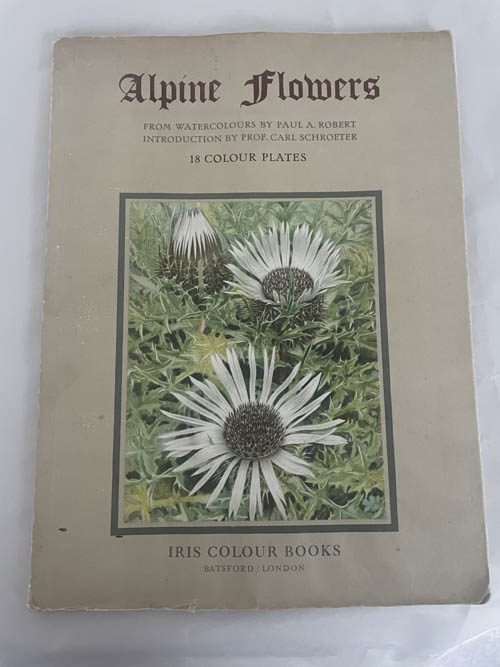 Alpine Flowers
FROM WATERCOLOURS BY PAUL A. ROBERT
INTRODUCTION BY PROF. CARL SCHROETER
18 COLOUR PLATES
IRIS COLOUR BOOKS
BATSFORD / LONDON